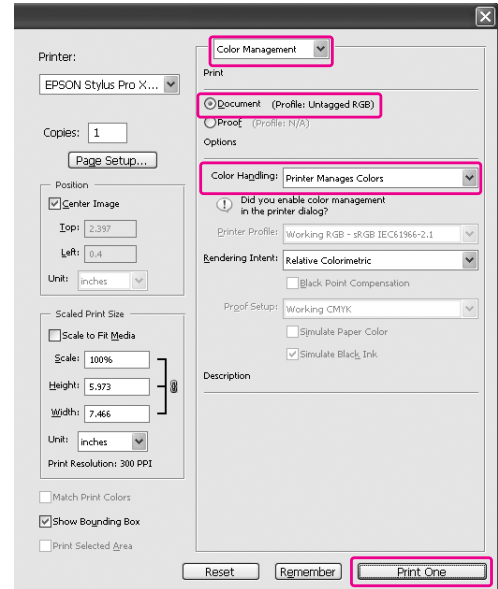 Printer:
EPSON Stylus Pro X...
Copies: 1
Page Setup...
Position
Center Image
Top: 2.397
Left: 0.4
Unit: inches
Scaled Print Size
Scale to Fit Media
Scale: 100%
Height: 5.973
Width: 7.466
Unit: inches
Print Resolution: 300 PPI
Match Print Colors
Show Bounding Box
Print Selected Area
Color Management
Print
Document (Profile: Untagged RGB)
Proof (Profile: N/A)
Options
Color Handling: Printer Manages Colors
Did you enable color management
in the printer dialog?
Printer Profile: Working RGB - sRGB IEC61966-2.1
Rendering Intent: Relative Colorimetric
Black Point Compensation
Proof Setup: Working CMYK
Simulate Paper Color
Simulate Black Ink
Description
Reset Remember Print One